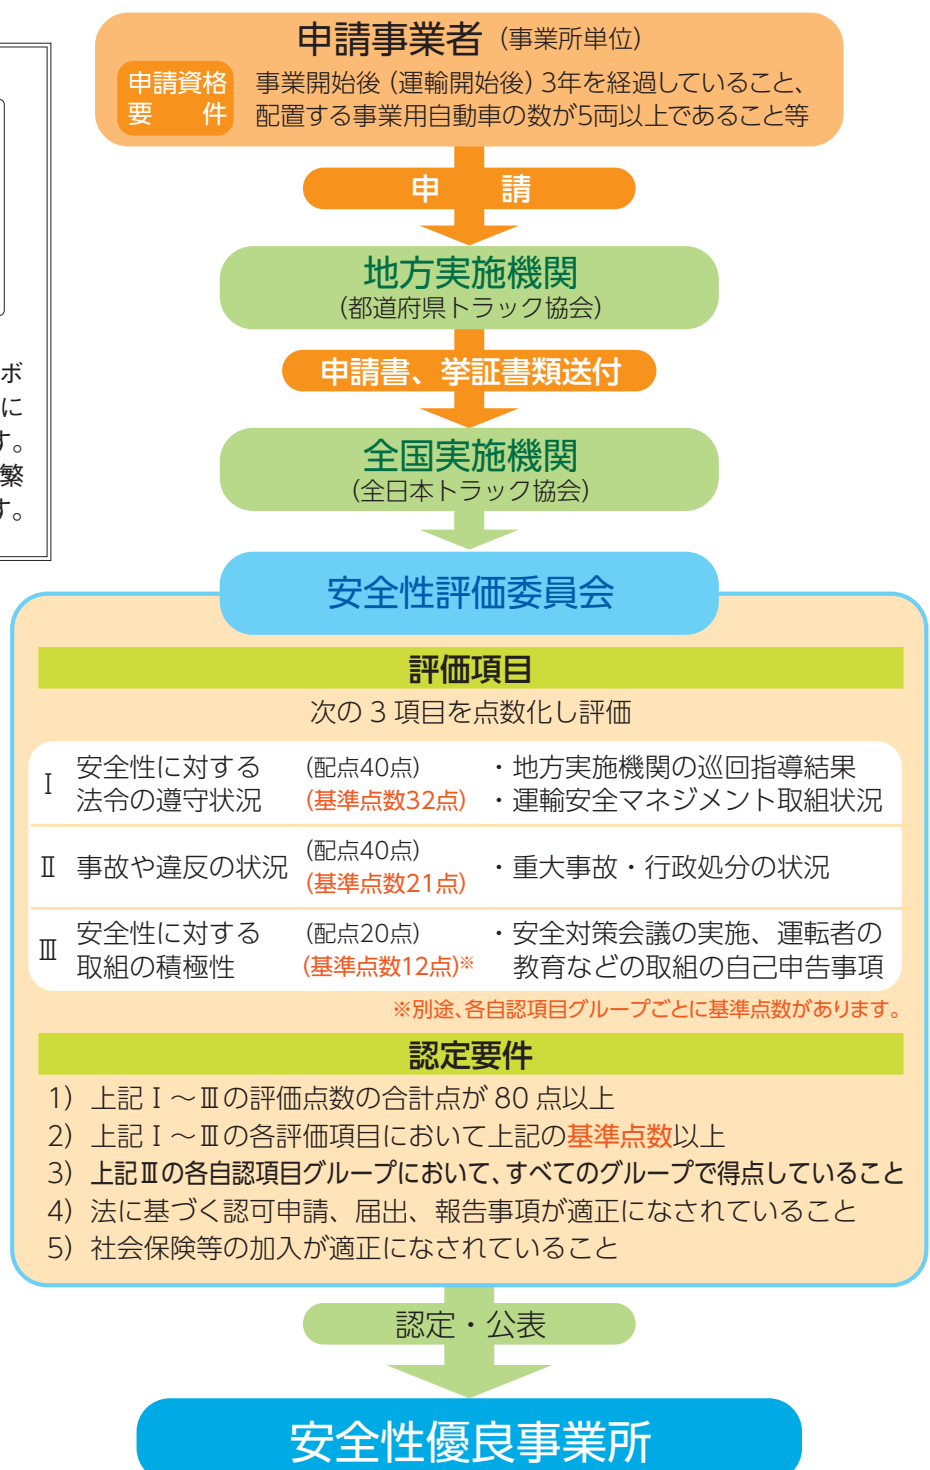 申請事業者（事業所単位）
申請資格
要　件
事業開始後（運輸開始後）3年を経過していること、
配置する事業用自動車の数が5両以上であること等
申　請
地方実施機関
（都道府県トラック協会）
ボ
に
す。
繁
す。
申請書、挙証書類送付
全国実施機関
（全日本トラック協会）
安全性評価委員会
評価項目
次の 3 項目を点数化し評価
Ⅰ 安全性に対する
法令の遵守状況
（配点40点）
（基準点数32点）
・地方実施機関の巡回指導結果
・運輸安全マネジメント取組状況
Ⅱ 事故や違反の状況
（配点40点）
（基準点数21点）
・重大事故・行政処分の状況
Ⅲ 安全性に対する
取組の積極性
（配点20点）
（基準点数12点）※
・安全対策会議の実施、運転者の
教育などの取組の自己申告事項
※別途、各自認項目グループごとに基準点数があります。
認定要件
1）上記Ⅰ～Ⅲの評価点数の合計点が 80 点以上
2）上記Ⅰ～Ⅲの各評価項目において上記の基準点数以上
3）上記Ⅲの各自認項目グループにおいて、すべてのグループで得点していること
4）法に基づく認可申請、届出、報告事項が適正になされていること
5）社会保険等の加入が適正になされていること
認定・公表
安全性優良事業所